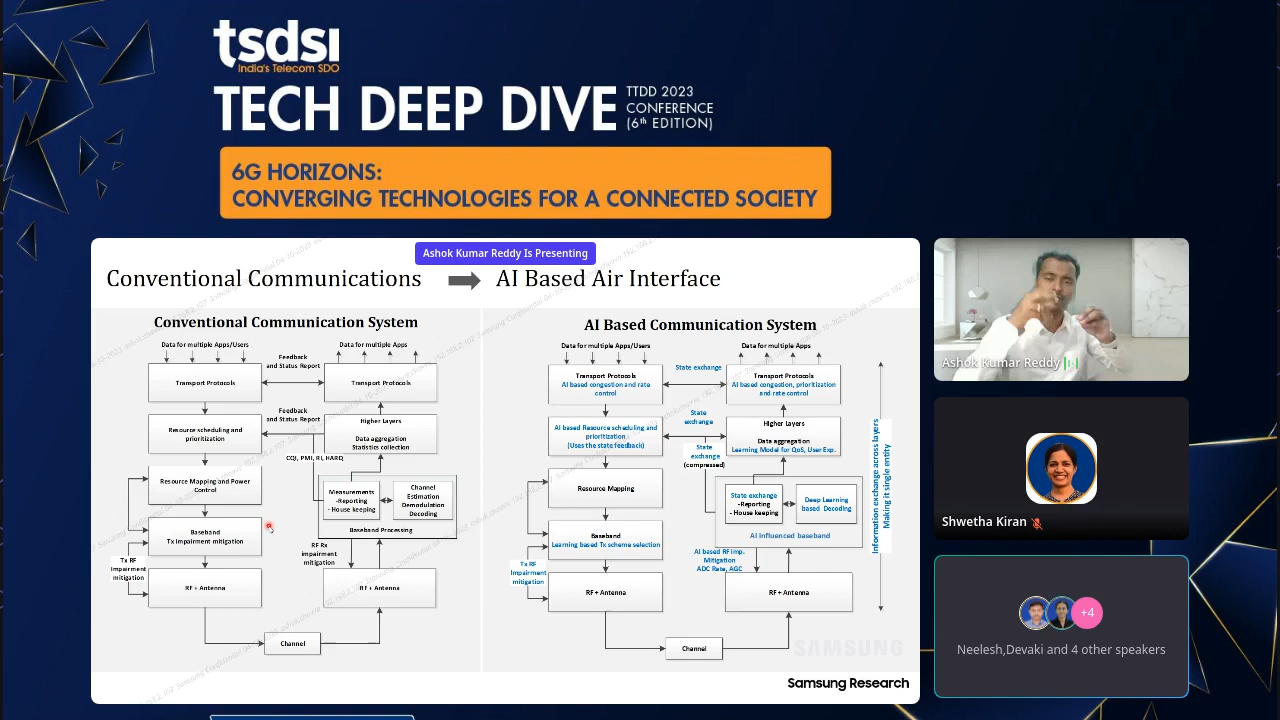 tsdsi
India's Telecom SDO
TECH DEEP DIVE
TTDD 2023
CONFERENCE
(6th EDITION)
6G HORIZONS:
CONVERGING TECHNOLOGIES FOR A CONNECTED SOCIETY
Ashok Kumar Reddy Is Presenting
Conventional Communications
AI Based Air Interface
Conventional Communication System
Data for multiple Apps/Users
Data for multiple Apps
Feedback
and Status Report
Transport Protocols
Transport Protocols
Feedback
and Status Report
Resource scheduling and
prioritization
Higher Layers
Data aggregation
Statistics collection
CQI, PMI, RI, HARQ
Resource Mapping and Power
Control
Measurements
-Reporting
- House keeping
Channel
Estimation
Demodulation
Decoding
Baseband Processing
Baseband
Tx impairment mitigation
RF Rx
impairment
mitigation
Tx RF
Impairment
mitigation
RF + Antenna
RF + Antenna
Channel
AI Based Communication System
Data for multiple Apps/Users
Data for multiple Apps
State exchange
Transport Protocols
AI based congestion and rate
control
Transport Protocols
AI based congestion, prioritization
and rate control
State
exchange
AI based Resource scheduling and
prioritization
(Uses the state feedback)
Higher Layers
Data aggregation
Learning Model for QoS, User Exp.
State
exchange
(compressed)
Resource Mapping
State exchange
-Reporting
- House keeping
Deep Learning
based Decoding
AI Influenced baseband
Baseband
Learning based Tx scheme selection
AI based RF imp.
Mitigation
ADC Rate, AGC
Tx RF
Impairment
mitigation
RF + Antenna
RF + Antenna
Channel
Information exchange across layers
Making it single entity
SAMSUNG
Samsung Research
Ashok Kumar Reddy
Shwetha Kiran
+4
Neelesh,Devaki and 4 other speakers